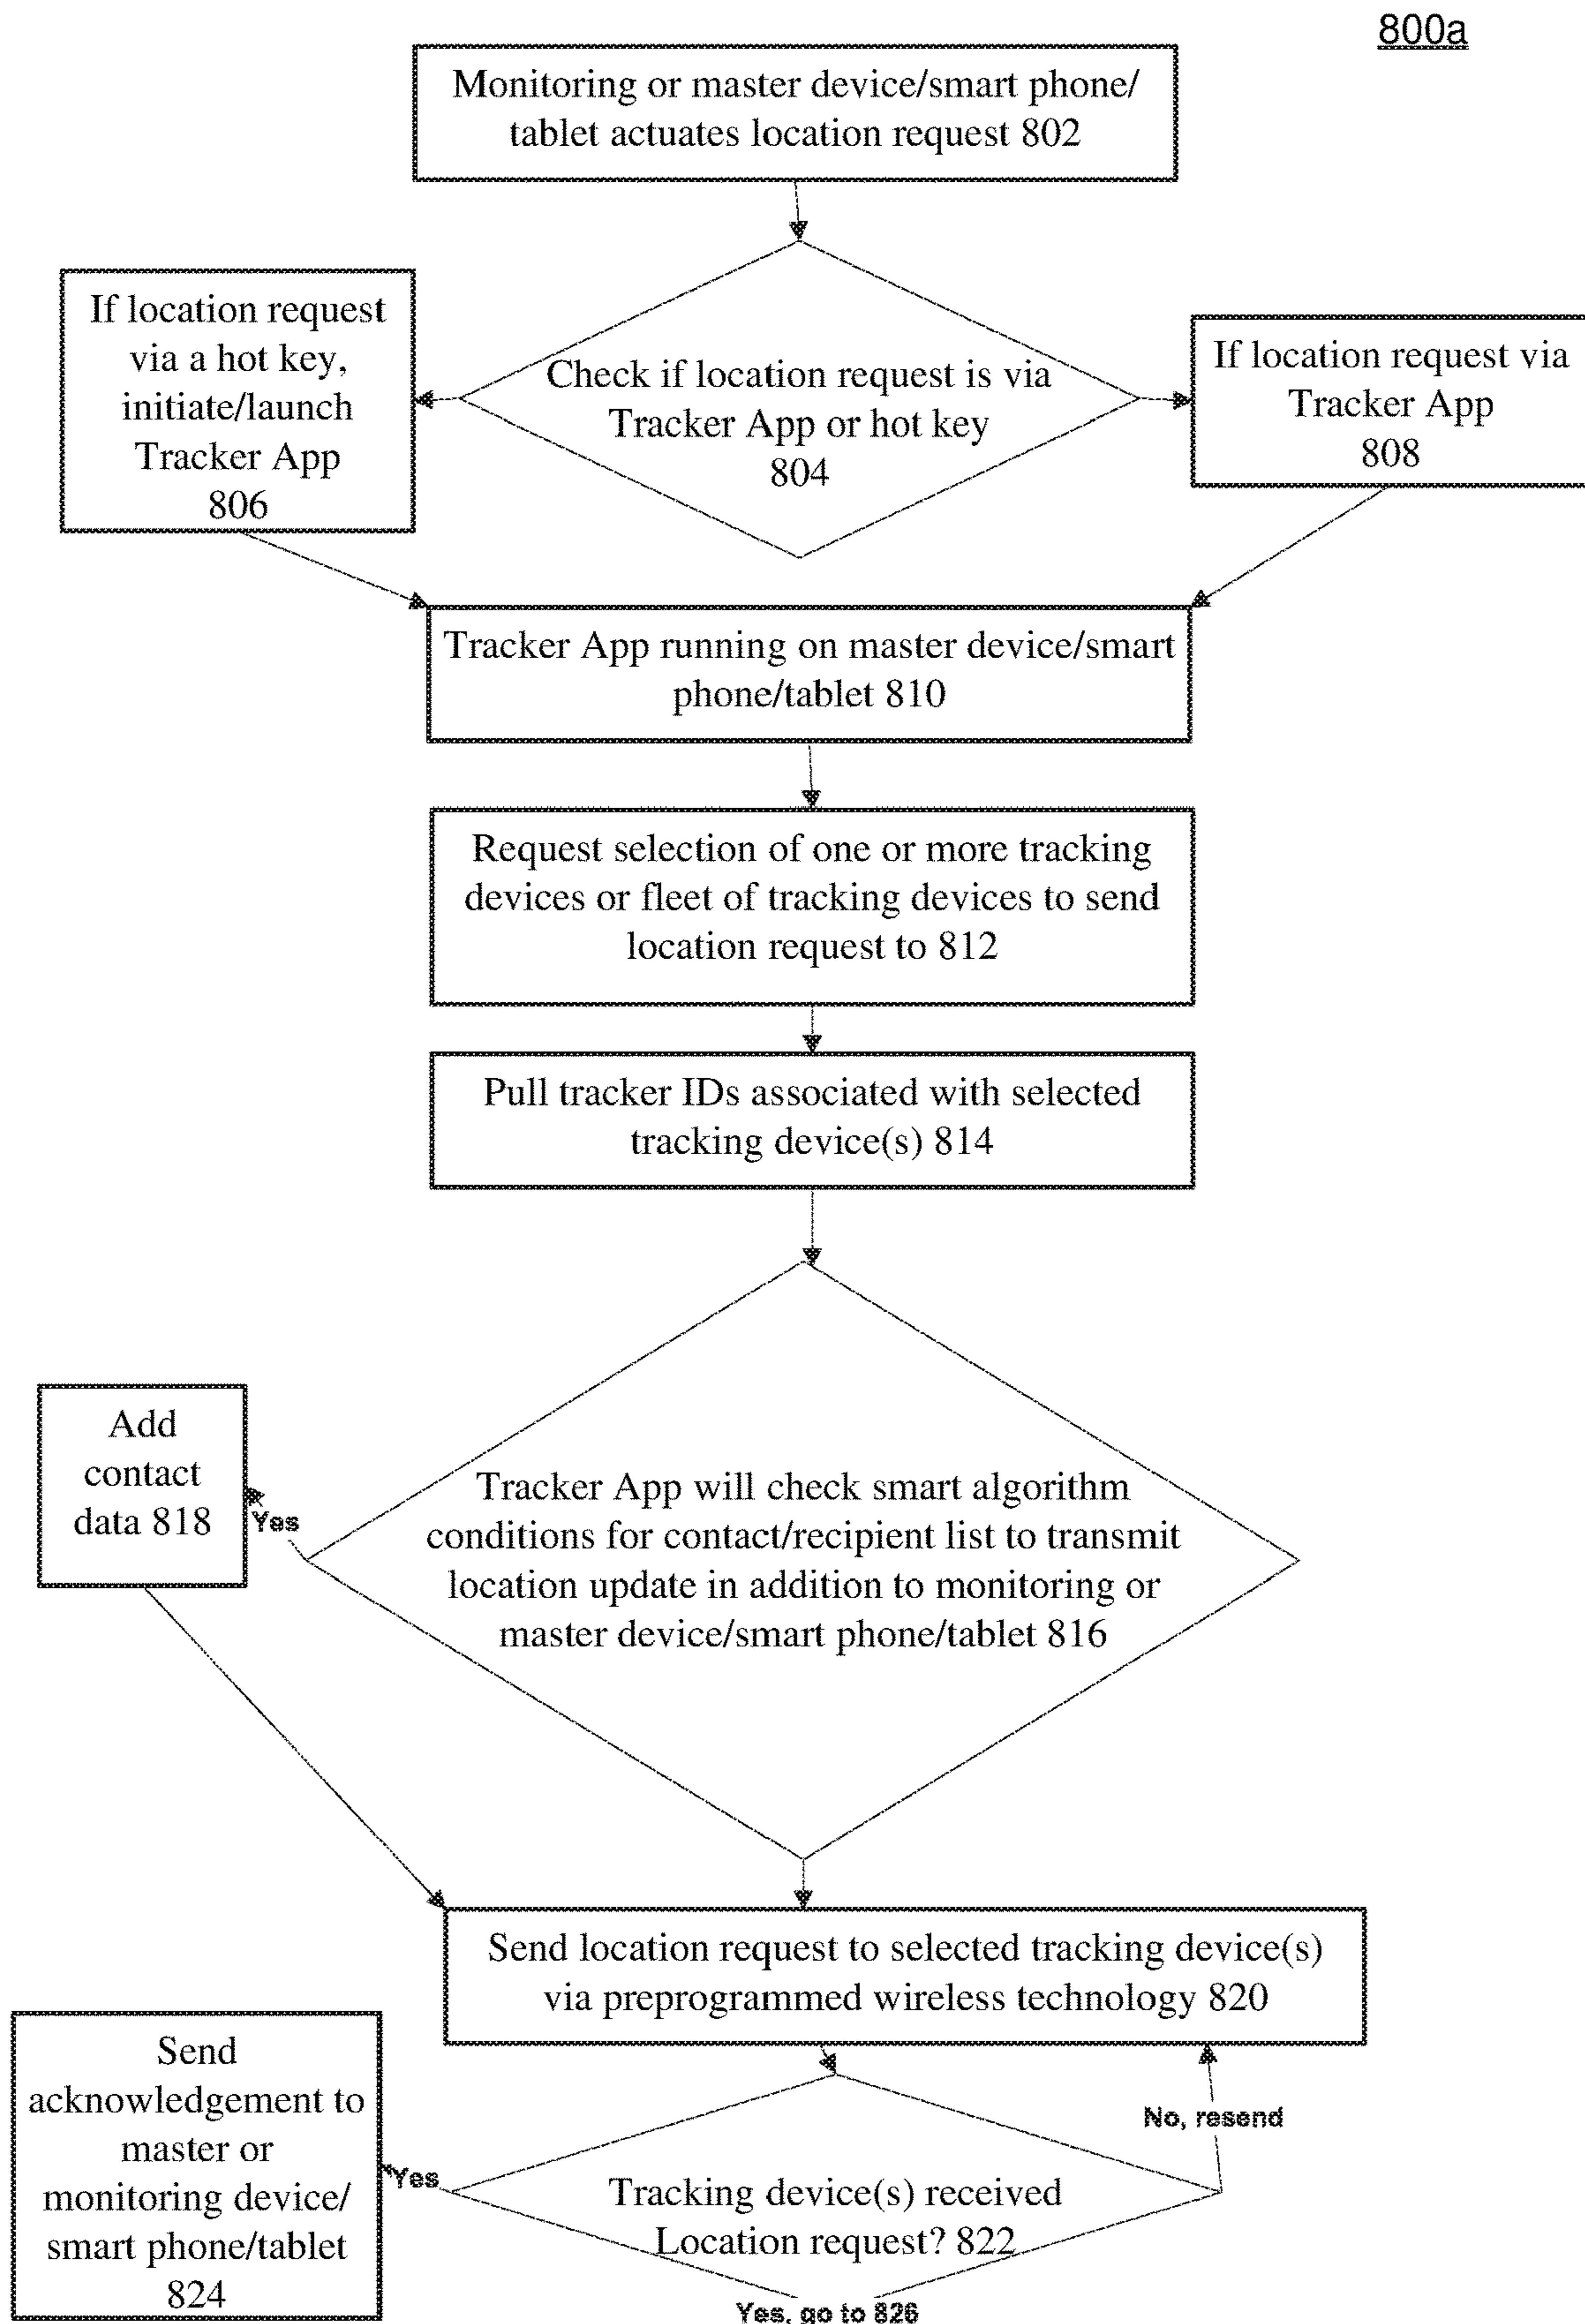 800a
Monitoring or master device/smart phone/
tablet actuates location request 802
If location request
via a hot key,
initiate/launch
Tracker App
806
Check if location request is via
Tracker App or hot key
804
If location request via
Tracker App
808
Tracker App running on master device/smart
phone/tablet 810
Request selection of one or more tracking
devices or fleet of tracking devices to send
location request to 812
Pull tracker IDs associated with selected
tracking device(s) 814
Add
contact
data 818
Yes
Tracker App will check smart algorithm
conditions for contact/recipient list to transmit
location update in addition to monitoring or
master device/smart phone/tablet 816
Send location request to selected tracking device(s)
via preprogrammed wireless technology 820
Send
acknowledgement to
master or
monitoring device/
smart phone/tablet
824
Yes
No, resend
Tracking device(s) received
Location request? 822
Yes, go to 826